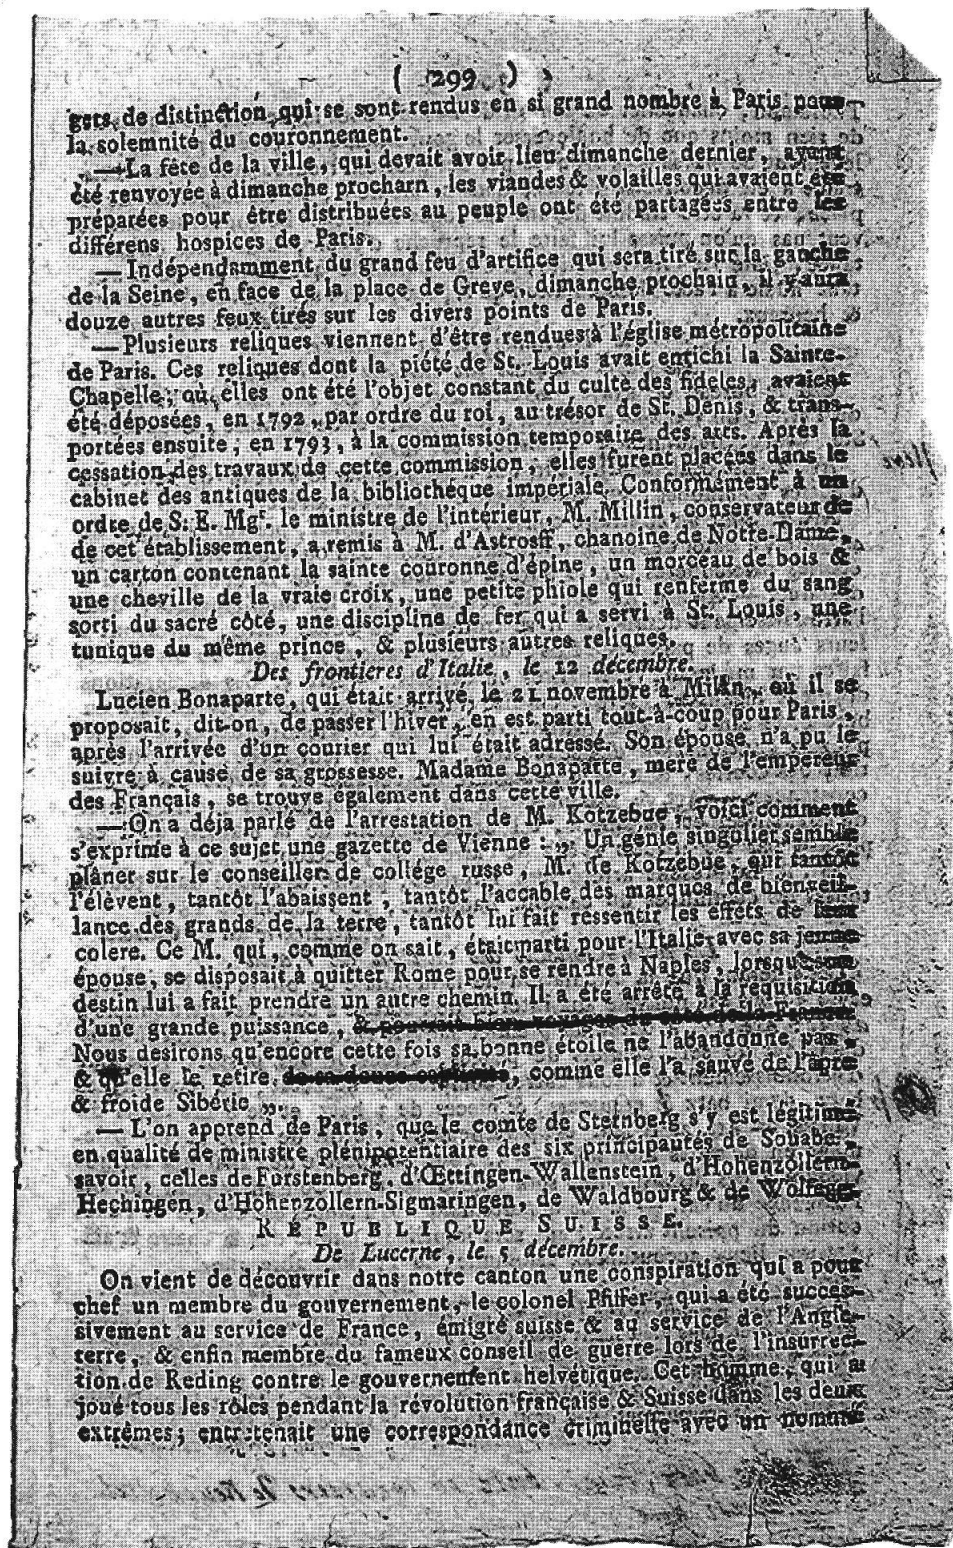 ( 299 )
gers de distinction qui se sont rendus en si grand nombre à Paris pour
la solemnité du couronnement.
— La fête de la ville, qui devait avoir lieu dimanche dernier, ayant
été renvoyée à dimanche procharn, les viandes & volailles qui avaient été
préparées pour être distribuées au peuple ont été partagées entre les
différens hospices de Paris.
— Indépendamment du grand feu d'artifice qui sera tiré sur la gauche
de la Seine, en face de la place de Greve, dimanche prochain, il y aura
douze autres feux tirés sur les divers points de Paris.
— Plusieurs reliques viennent d'être rendues à l'église métropolitaine
de Paris. Ces reliques dont la piété de St. Louis avait enrichi la Sainte-
Chapelle, où elles ont été l'objet constant du culte des fideles, avaient
été déposées, en 1792, par ordre du roi, au trésor de St. Denis, & trans-
portées ensuite, en 1793, à la commission temporaire des arts. Après la
cessation des travaux de cette commission, elles furent placées dans le
cabinet des antiques de la bibliothéque impériale. Conformément à un
ordre de S. E. Mgr. le ministre de l'intérieur, M. Millin, conservateur de
de cet établissement, a remis à M. d'Astrosff, chanoine de Notre-Dame,
un carton contenant la sainte couronne d'épine, un morceau de bois &
une cheville de la vraie croix, une petite phiole qui renferme du sang
sorti du sacré côté, une discipline de fer qui a servi à St. Louis, une
tunique du même prince, & plusieurs autres reliques.
Des frontieres d'Italie, le 12 décembre.
Lucien Bonaparte, qui était arrivé le 21 novembre à Milan, où il se
proposait, dit-on, de passer l'hiver, en est parti tout-à-coup pour Paris,
après l'arrivée d'un courier qui lui était adressé. Son épouse n'a pu le
suivre à cause de sa grossesse. Madame Bonaparte, mere de l'empereur
des Français, se trouve également dans cette ville.
— On a déja parlé de l'arrestation de M. Kotzebue, voici comment
s'exprime à ce sujet une gazette de Vienne : „ Un génie singulier semble
plâner sur le conseiller de collége russe, M. de Kotzebue, qui tantôt
l'élèvent, tantôt l'abaissent, tantôt l'accable des marques de bienveil-
lance des grands de la terre, tantôt lui fait ressentir les effets de leur
colere. Ce M. qui, comme on sait, était parti pour l'Italie avec sa jeune
épouse, se disposait à quitter Rome pour se rendre à Naples, lorsque son
destin lui a fait prendre un autre chemin. Il a été arrêté à la réquisition
d'une grande puissance,
Nous désirons qu'encore cette fois sa bonne étoile ne l'abandonne pas,
& qu'elle le retire, comme elle l'a sauvé de l'âpre
& froide Sibérie „.
— L'on apprend de Paris, que le comte de Sternberg s'y est légitimé
en qualité de ministre plénipotentiaire des six principautés de Souabe,
savoir, celles de Furstenberg, d'Œttingen-Wallenstein, d'Hohenzollern-
Hechingen, d'Hohenzollern-Sigmaringen, de Waldbourg & de Wolfegg.
RÉPUBLIQUE SUISSE.
De Lucerne, le 5 décembre.
On vient de découvrir dans notre canton une conspiration qui a pour
chef un membre du gouvernement, le colonel Pfiffer, qui a été succes-
sivement au service de France, émigré suisse & au service de l'Angle-
terre, & enfin membre du fameux conseil de guerre lors de l'insurrec-
tion de Reding contre le gouvernement helvétique. Cet homme, qui a
joué tous les rôles pendant la révolution française & Suisse dans les deux
extrêmes, entretenait une correspondance criminelle avec un nommé